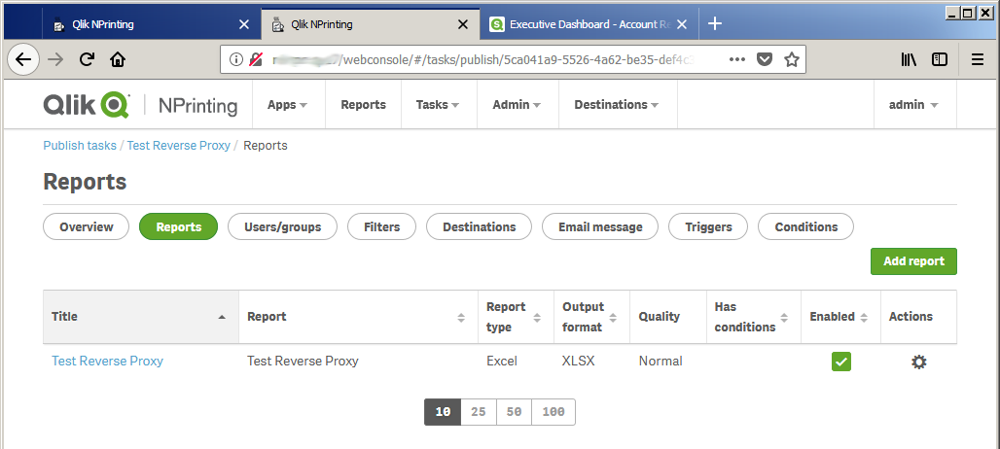 Qlik NPrinting
Qlik NPrinting
Executive Dashboard - Account Re
/webconsole/#/tasks/publish/5ca041a9-5526-4a62-be35-def4c
Qlik NPrinting
Apps
Reports
Tasks
Admin
Destinations
admin
Publish tasks / Test Reverse Proxy / Reports
Reports
Overview
Reports
Users/groups
Filters
Destinations
Email message
Triggers
Conditions
Add report
Title
Report
Report
type
Output
format
Quality
Has
conditions
Enabled
Actions
Test Reverse Proxy
Test Reverse Proxy
Excel
XLSX
Normal
10
25
50
100